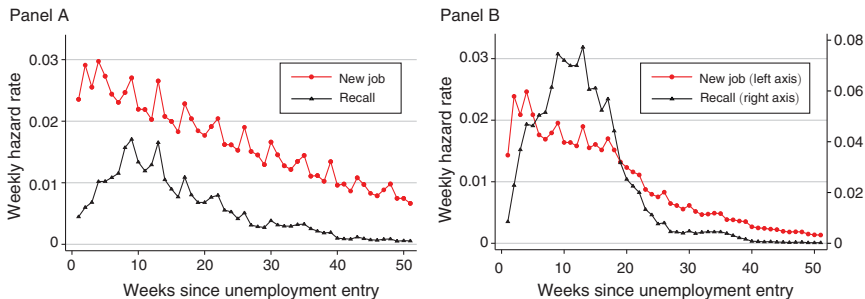 Panel A
Weekly hazard rate
0.03
0.02
0.01
0
New job
Recall
0 10 20 30 40 50
Weeks since unemployment entry
Panel B
Weekly hazard rate
0.03
0.02
0.01
0
New job (left axis)
Recall (right axis)
0.08
0.06
0.04
0.02
0
0 10 20 30 40 50
Weeks since unemployment entry